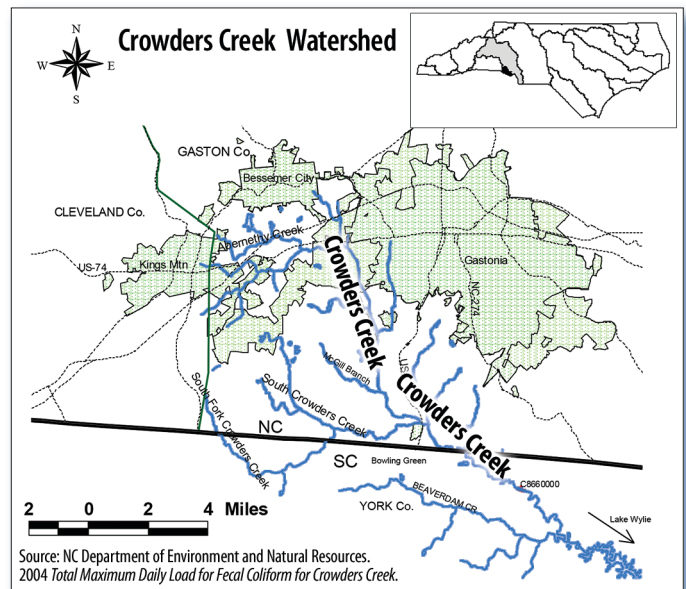 Crowders Creek Watershed
N
W
E
S
GASTON Co.
Bessemer City
CLEVELAND Co.
Abernethy Creek
US-74
Kings Mtn
Gastonia
Crowders Creek
NC-274
McGill Branch
US
Crowders Creek
South Crowders Creek
South Fork Crowders Creek
NC
SC
Bowling Green
C8660000
BEAVERDAM CR
YORK Co.
Lake Wylie
2 0 2 4 Miles
Source: NC Department of Environment and Natural Resources.
2004 Total Maximum Daily Load for Fecal Coliform for Crowders Creek.